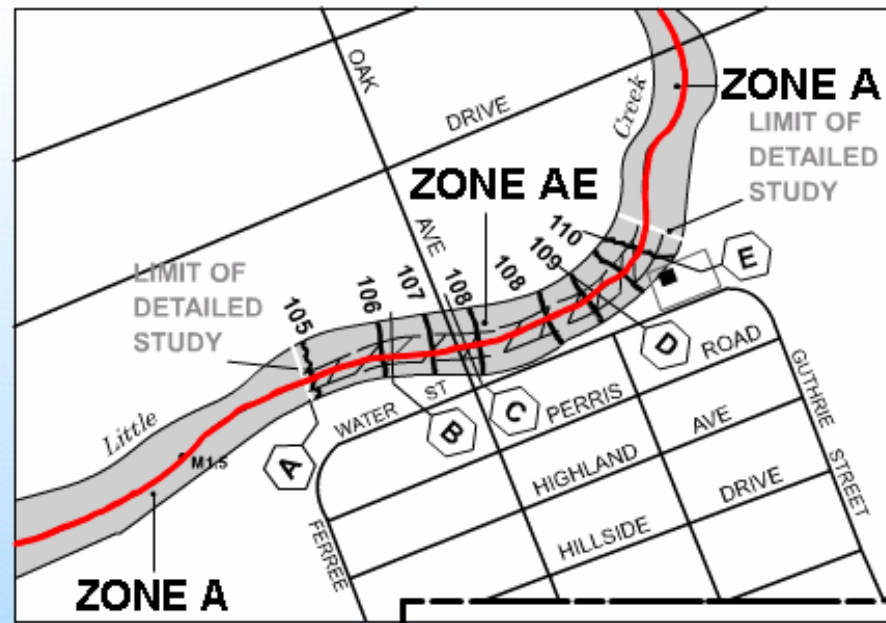 OAK
DRIVE
Creek
ZONE A
LIMIT OF
DETAILED
STUDY
ZONE AE
AVE
110
109
108
108
107
106
105
LIMIT OF
DETAILED
STUDY
E
D
C
B
A
ROAD
PERRIS
ST
WATER
GUTHRIE
STREET
AVE
HIGHLAND
DRIVE
HILLSIDE
FERREE
Little
M1.5
ZONE A